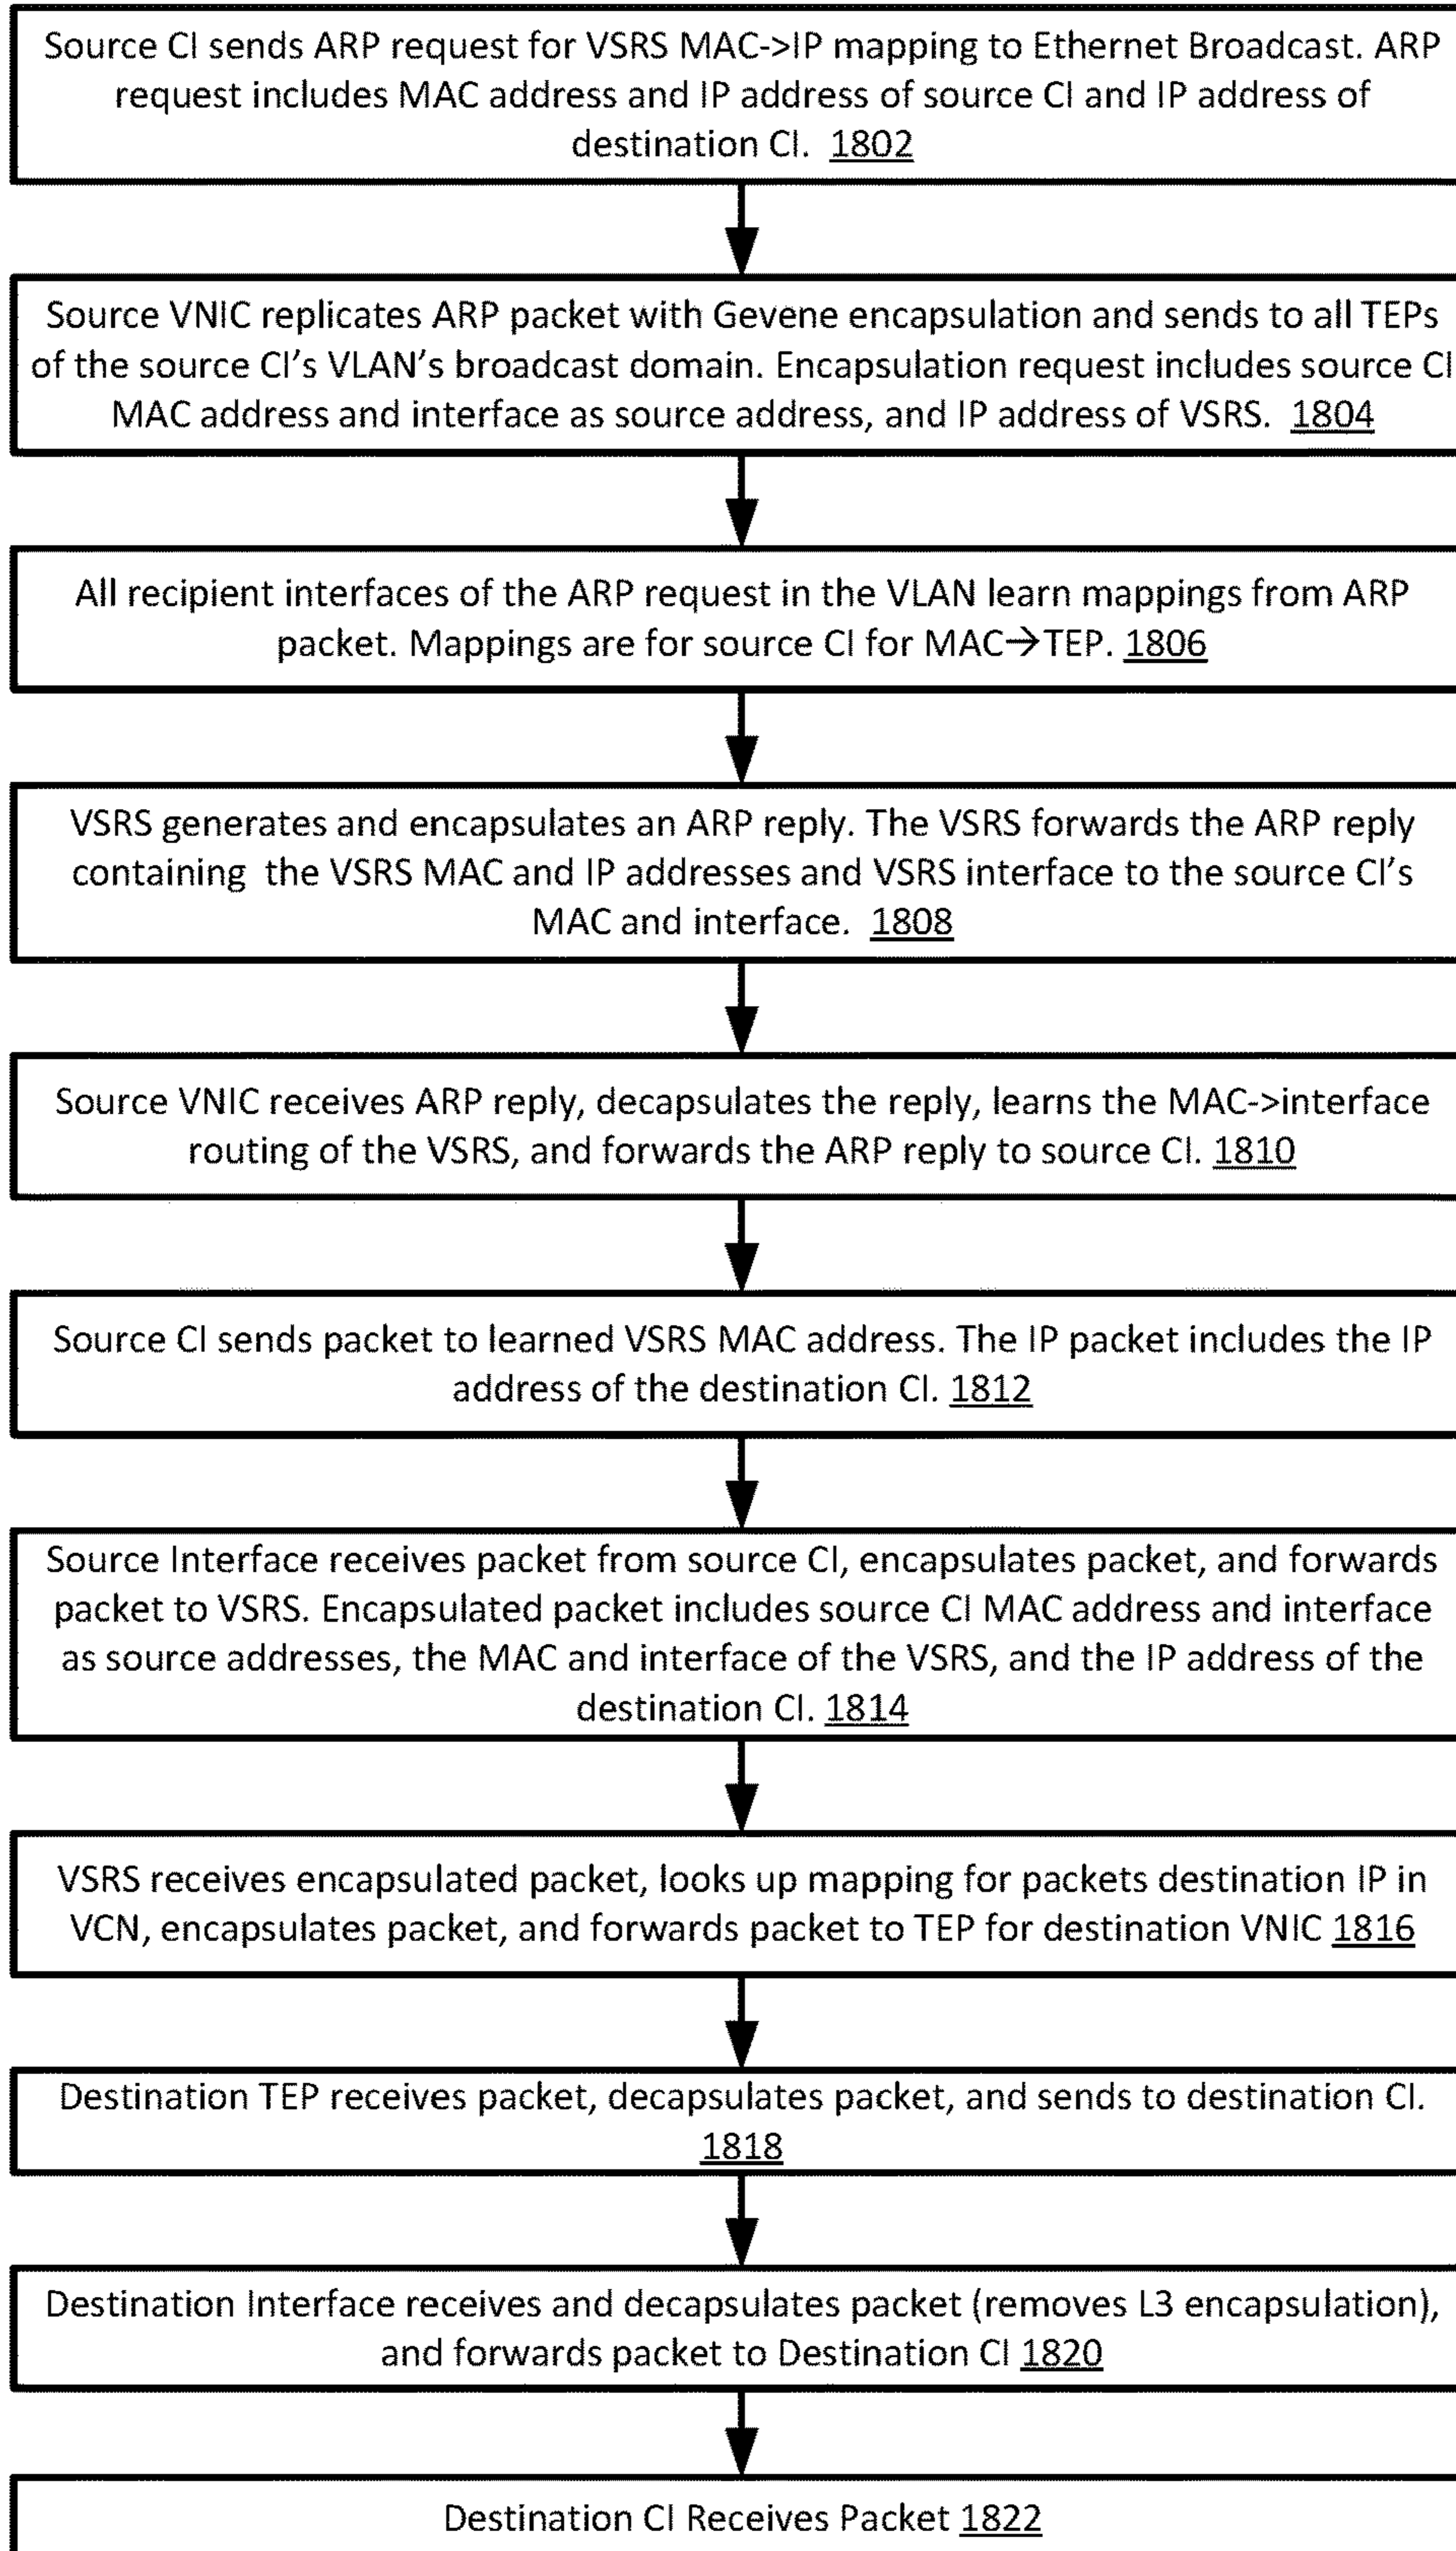 Source CI sends ARP request for VSRS MAC->IP mapping to Ethernet Broadcast. ARP
request includes MAC address and IP address of source CI and IP address of
destination CI. 1802
Source VNIC replicates ARP packet with Gevene encapsulation and sends to all TEPs
of the source CI's VLAN's broadcast domain. Encapsulation request includes source CI
MAC address and interface as source address, and IP address of VSRS. 1804
All recipient interfaces of the ARP request in the VLAN learn mappings from ARP
packet. Mappings are for source CI for MAC→TEP. 1806
VSRS generates and encapsulates an ARP reply. The VSRS forwards the ARP reply
containing the VSRS MAC and IP addresses and VSRS interface to the source CI's
MAC and interface. 1808
Source VNIC receives ARP reply, decapsulates the reply, learns the MAC->interface
routing of the VSRS, and forwards the ARP reply to source CI. 1810
Source CI sends packet to learned VSRS MAC address. The IP packet includes the IP
address of the destination CI. 1812
Source Interface receives packet from source CI, encapsulates packet, and forwards
packet to VSRS. Encapsulated packet includes source CI MAC address and interface
as source addresses, the MAC and interface of the VSRS, and the IP address of the
destination CI. 1814
VSRS receives encapsulated packet, looks up mapping for packets destination IP in
VCN, encapsulates packet, and forwards packet to TEP for destination VNIC 1816
Destination TEP receives packet, decapsulates packet, and sends to destination CI.
1818
Destination Interface receives and decapsulates packet (removes L3 encapsulation),
and forwards packet to Destination CI 1820
Destination CI Receives Packet 1822